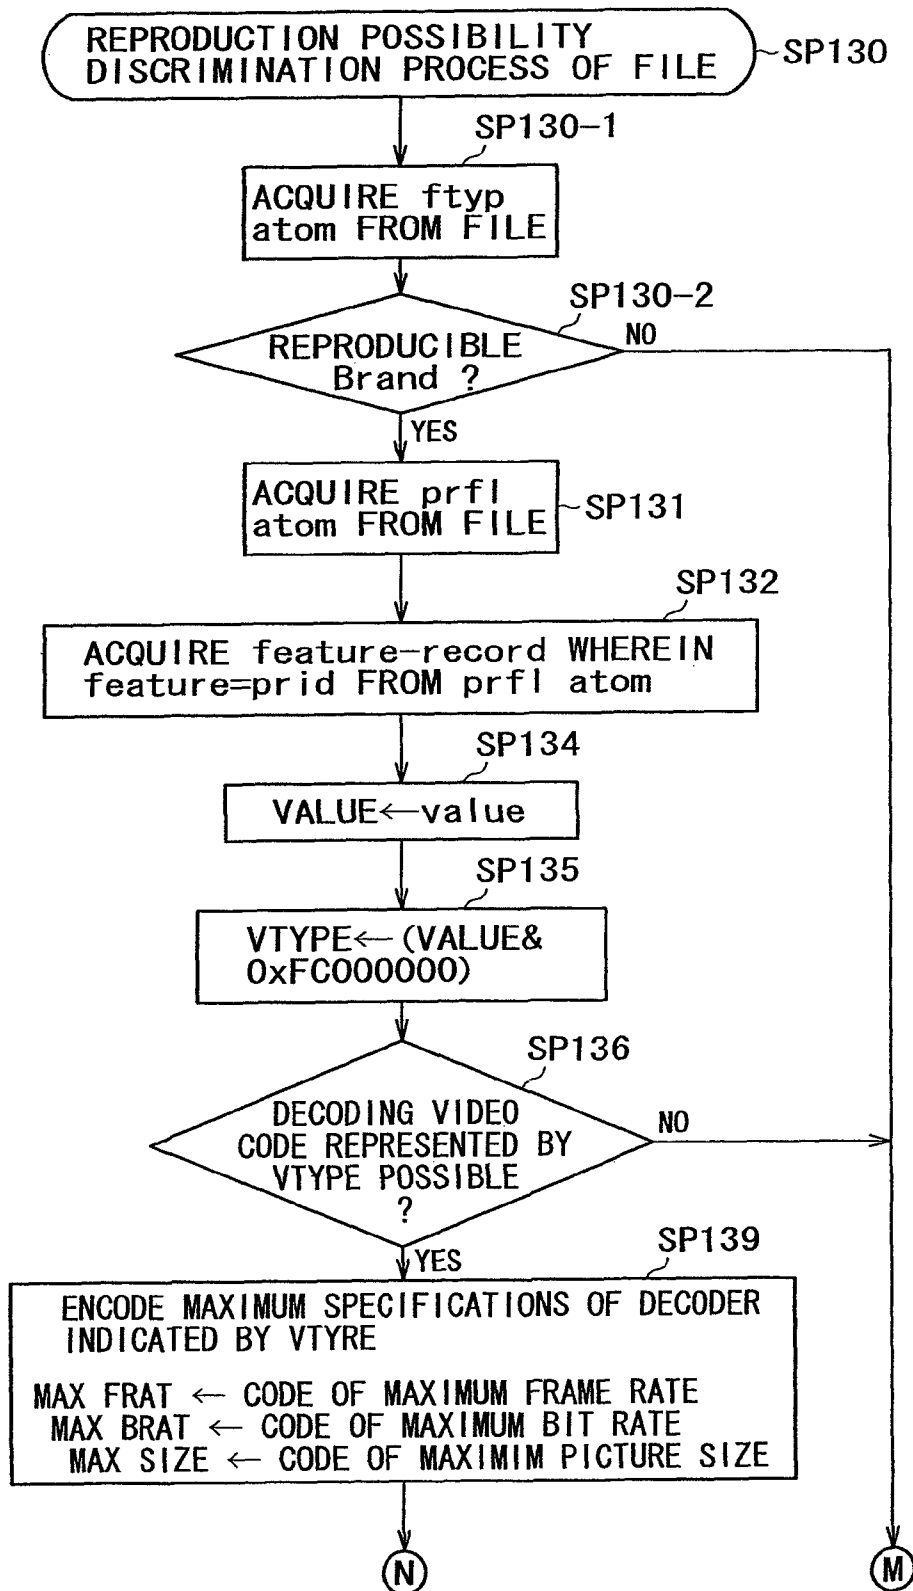 REPRODUCTION POSSIBILITY
DISCRIMINATION PROCESS OF FILE
SP130
SP130-1
ACQUIRE ftyp
atom FROM FILE
SP130-2
REPRODUCIBLE
Brand ?
NO
YES
ACQUIRE prfl
atom FROM FILE
SP131
SP132
ACQUIRE feature-record WHEREIN
feature=prid FROM prfl atom
SP134
VALUE←value
SP135
VTYPE←(VALUE&
0xFC000000)
SP136
DECODING VIDEO
CODE REPRESENTED BY
VTYPE POSSIBLE
?
NO
YES
SP139
ENCODE MAXIMUM SPECIFICATIONS OF DECODER
INDICATED BY VTYRE
MAX FRAT ← CODE OF MAXIMUM FRAME RATE
MAX BRAT ← CODE OF MAXIMUM BIT RATE
MAX SIZE ← CODE OF MAXIMIM PICTURE SIZE
N
M